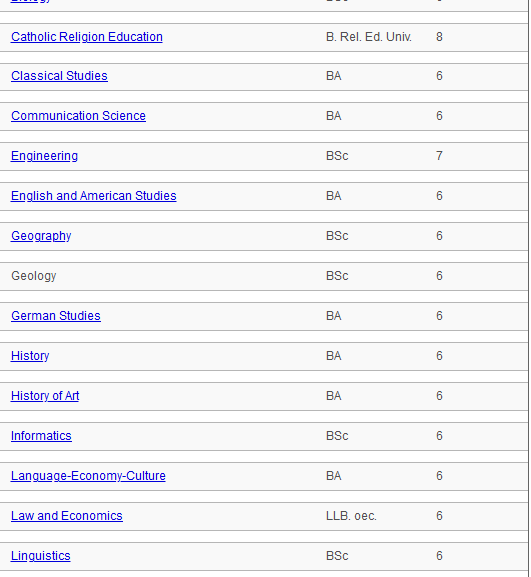 Biology BSc 6
Catholic Religion Education B. Rel. Ed. Univ. 8
Classical Studies BA 6
Communication Science BA 6
Engineering BSc 7
English and American Studies BA 6
Geography BSc 6
Geology BSc 6
German Studies BA 6
History BA 6
History of Art BA 6
Informatics BSc 6
Language-Economy-Culture BA 6
Law and Economics LLB. oec. 6
Linguistics BSc 6